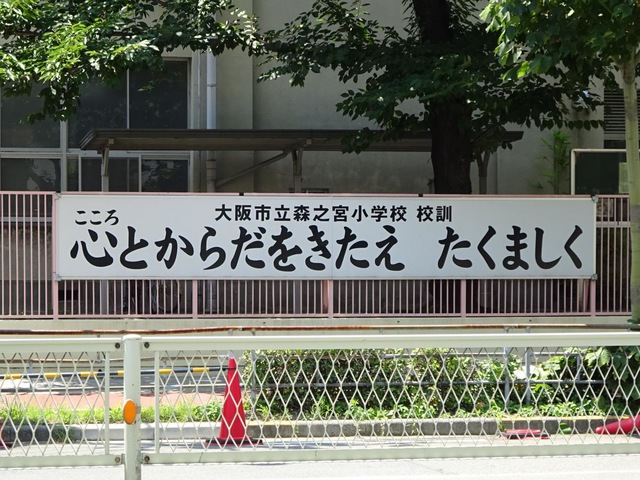 大阪市立森之宮小学校 校訓
こころ
心とからだをきたえ たくましく